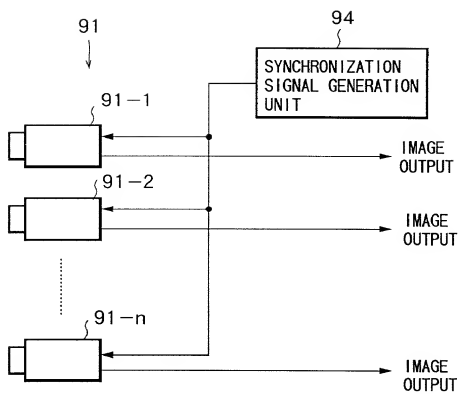 91
94
SYNCHRONIZATION
SIGNAL GENERATION
UNIT
91-1
IMAGE
OUTPUT
91-2
IMAGE
OUTPUT
91-n
IMAGE
OUTPUT